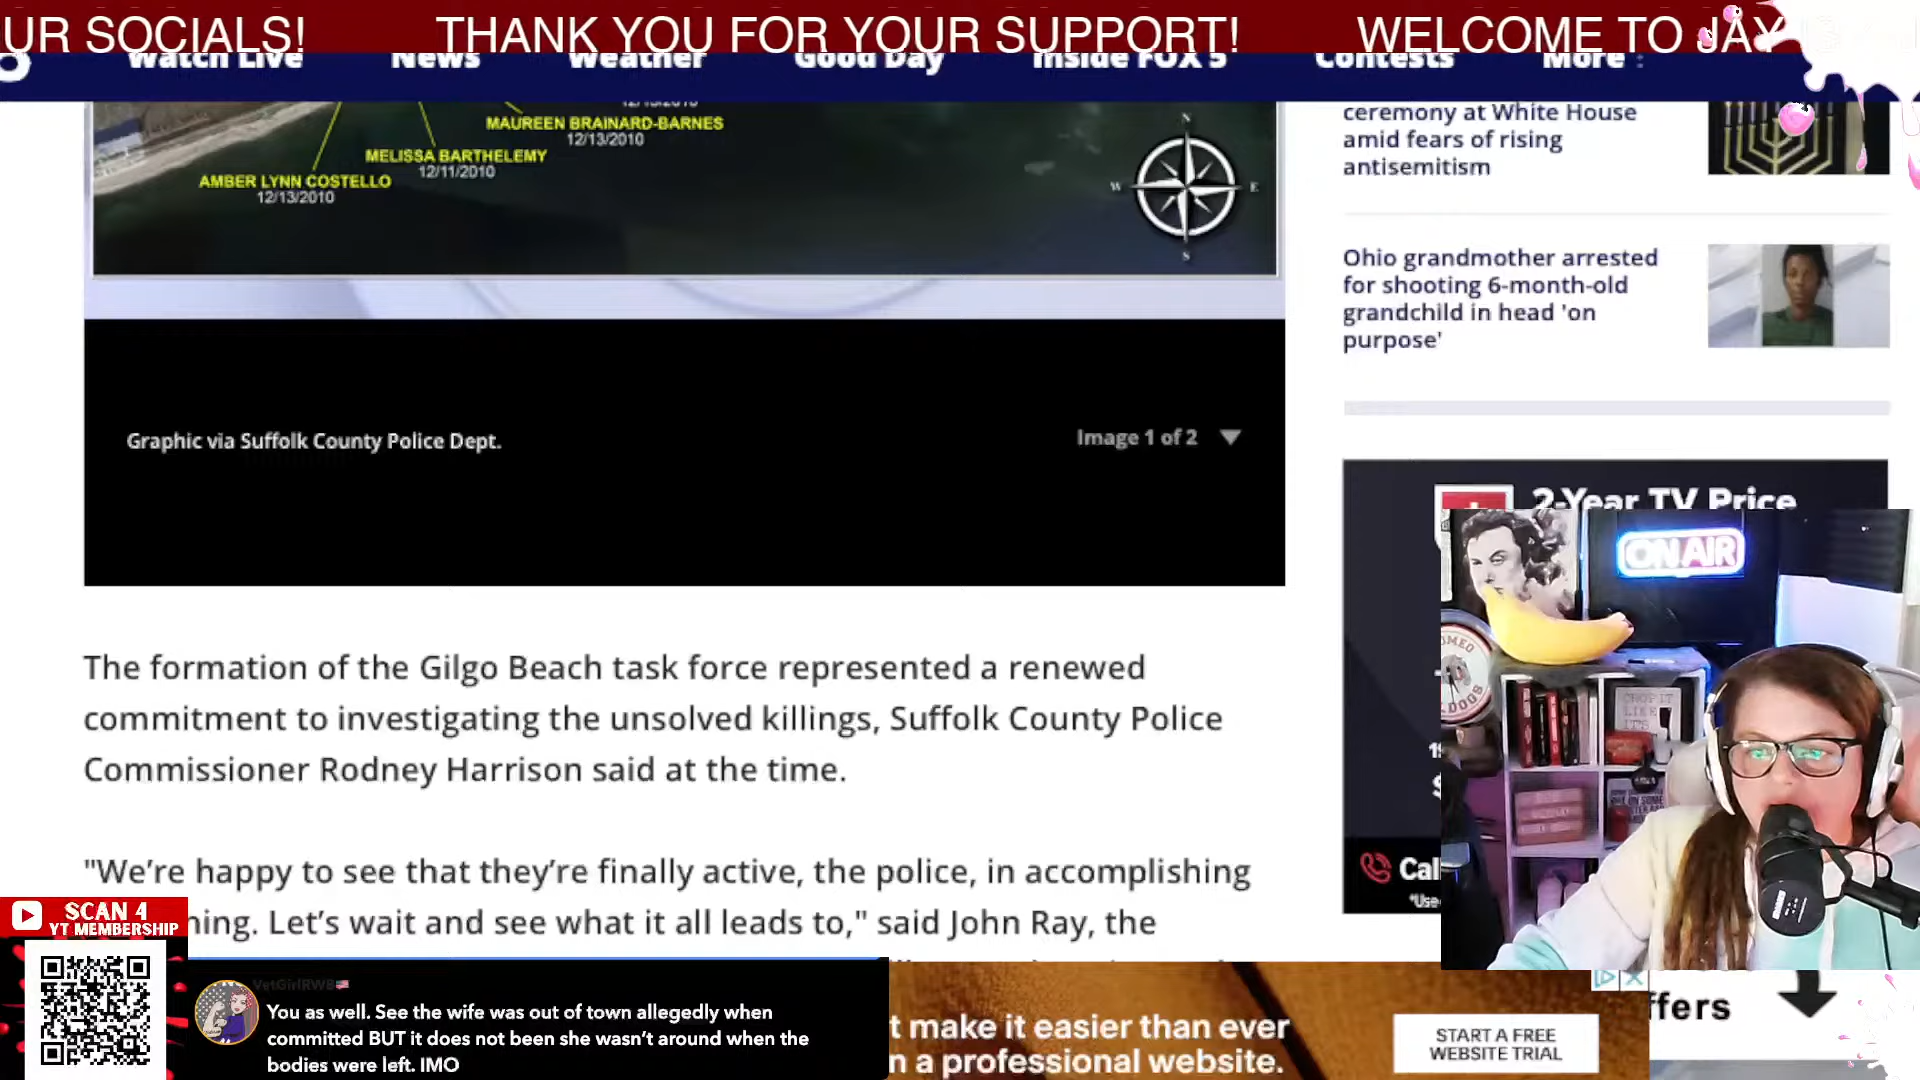 UR SOCIALS! THANK YOU FOR YOUR SUPPORT! WELCOME TO JAY
Watch Live News Weather Good Day Inside FOX 5 Contests More
12/13/2010
MAUREEN BRAINARD-BARNES
12/13/2010
MELISSA BARTHELEMY
12/11/2010
AMBER LYNN COSTELLO
12/13/2010
N
W E
S
Graphic via Suffolk County Police Dept.
Image 1 of 2
ceremony at White House
amid fears of rising
antisemitism
Ohio grandmother arrested
for shooting 6-month-old
grandchild in head 'on
purpose'
2-Year TV Price
ON AIR
The formation of the Gilgo Beach task force represented a renewed
commitment to investigating the unsolved killings, Suffolk County Police
Commissioner Rodney Harrison said at the time.
"We’re happy to see that they’re finally active, the police, in accomplishing
hing. Let’s wait and see what it all leads to," said John Ray, the
Cal
*Use
SCAN 4
YT MEMBERSHIP
VetGirlRWB
You as well. See the wife was out of town allegedly when
committed BUT it does not been she wasn’t around when the
bodies were left. IMO
t make it easier than ever
n a professional website.
START A FREE
WEBSITE TRIAL
ffers